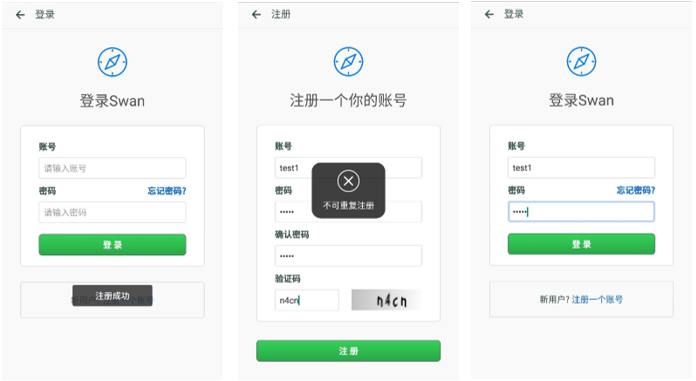 登录
登录Swan
账号
请输入账号
密码
忘记密码?
请输入密码
登录
注册成功
注册
注册一个你的账号
账号
test1
密码
不可重复注册
•••••
确认密码
•••••
验证码
n4cn
n4cn
注册
登录
登录Swan
账号
test1
密码
忘记密码?
•••••
登录
新用户? 注册一个账号